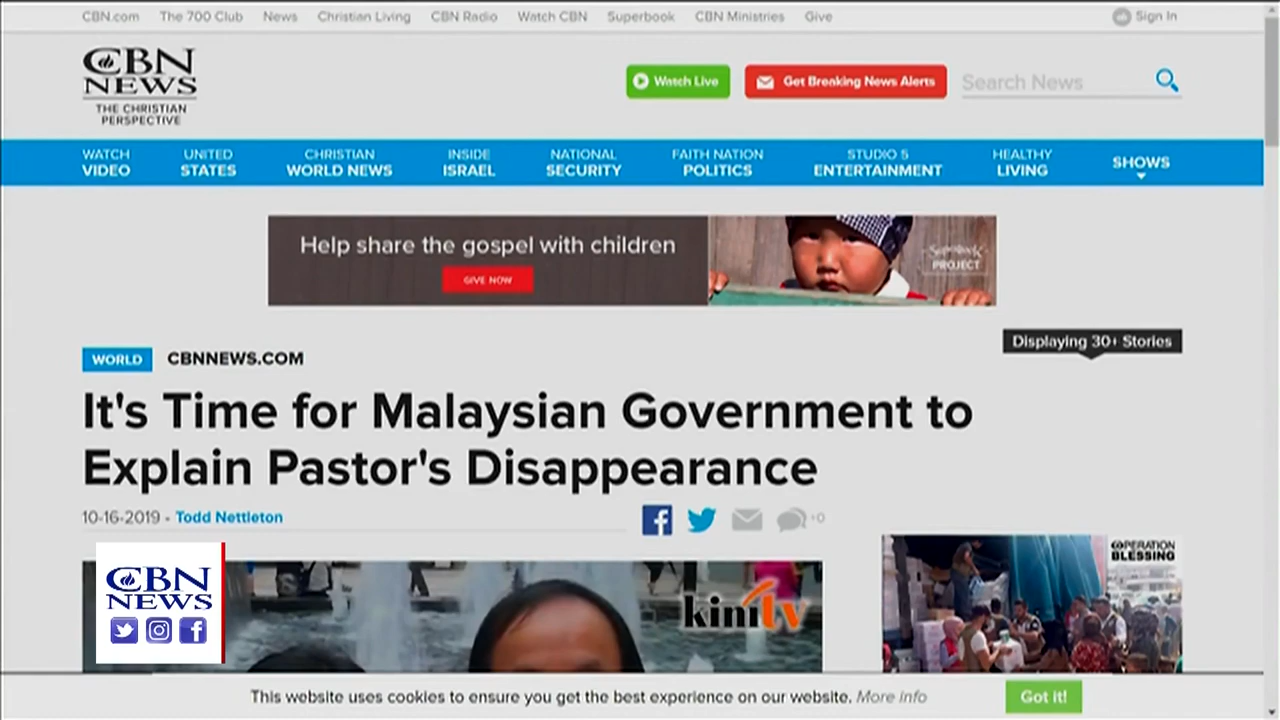 CBN.com The 700 Club News Christian Living CBN Radio Watch CBN Superbook CBN Ministries Give Sign In
CBN
NEWS
THE CHRISTIAN
PERSPECTIVE
Watch Live Get Breaking News Alerts Search News
WATCH
VIDEO
UNITED
STATES
CHRISTIAN
WORLD NEWS
INSIDE
ISRAEL
NATIONAL
SECURITY
FAITH NATION
POLITICS
STUDIO 5
ENTERTAINMENT
HEALTHY
LIVING
SHOWS
Help share the gospel with children
GIVE NOW
Superbook
PROJECT
Displaying 30+ Stories
WORLD CBNNEWS.COM
It's Time for Malaysian Government to
Explain Pastor's Disappearance
10-16-2019 - Todd Nettleton
+0
kinitv
OPERATION
BLESSING
CBN
NEWS
This website uses cookies to ensure you get the best experience on our website. More info Got it!